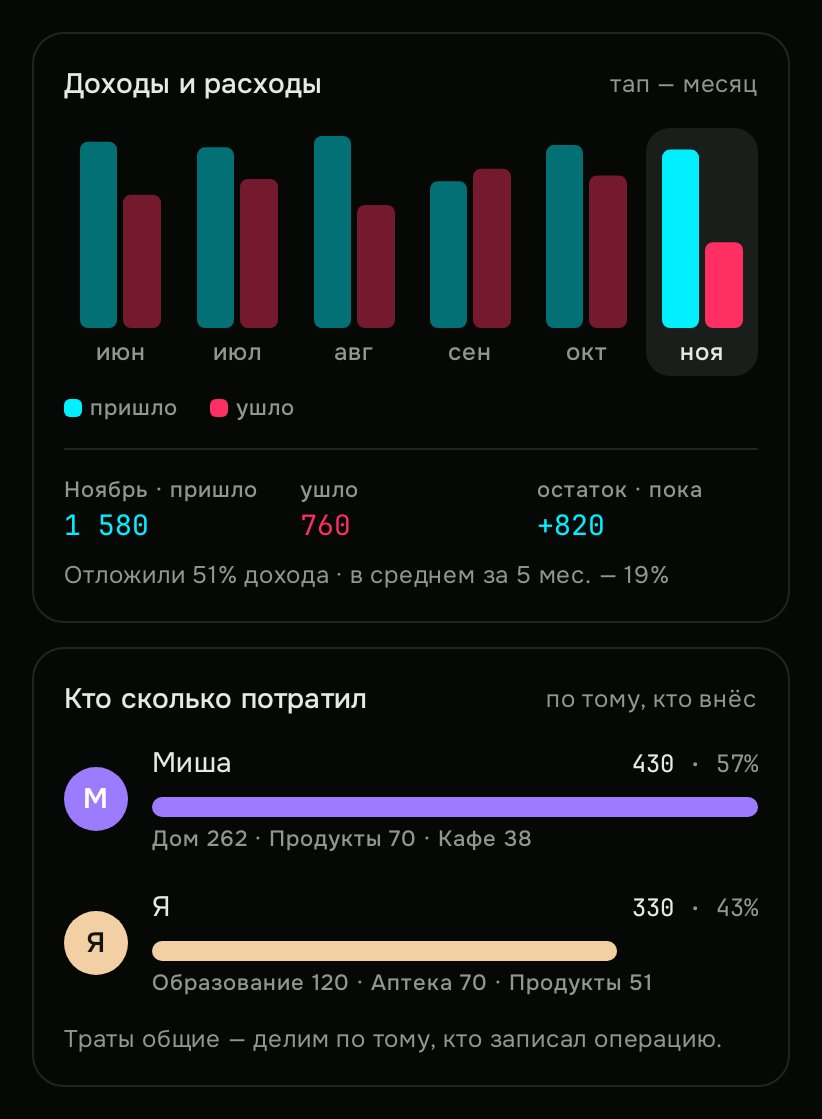 Доходы и расходы
тап — месяц
июн июл авг сен окт ноя
пришло ушло
Ноябрь · пришло ушло остаток · пока
1 580 760 +820
Отложили 51% дохода · в среднем за 5 мес. — 19%
Кто сколько потратил
по тому, кто внёс
М
Миша
430 · 57%
Дом 262 · Продукты 70 · Кафе 38
Я
Я
330 · 43%
Образование 120 · Аптека 70 · Продукты 51
Траты общие — делим по тому, кто записал операцию.